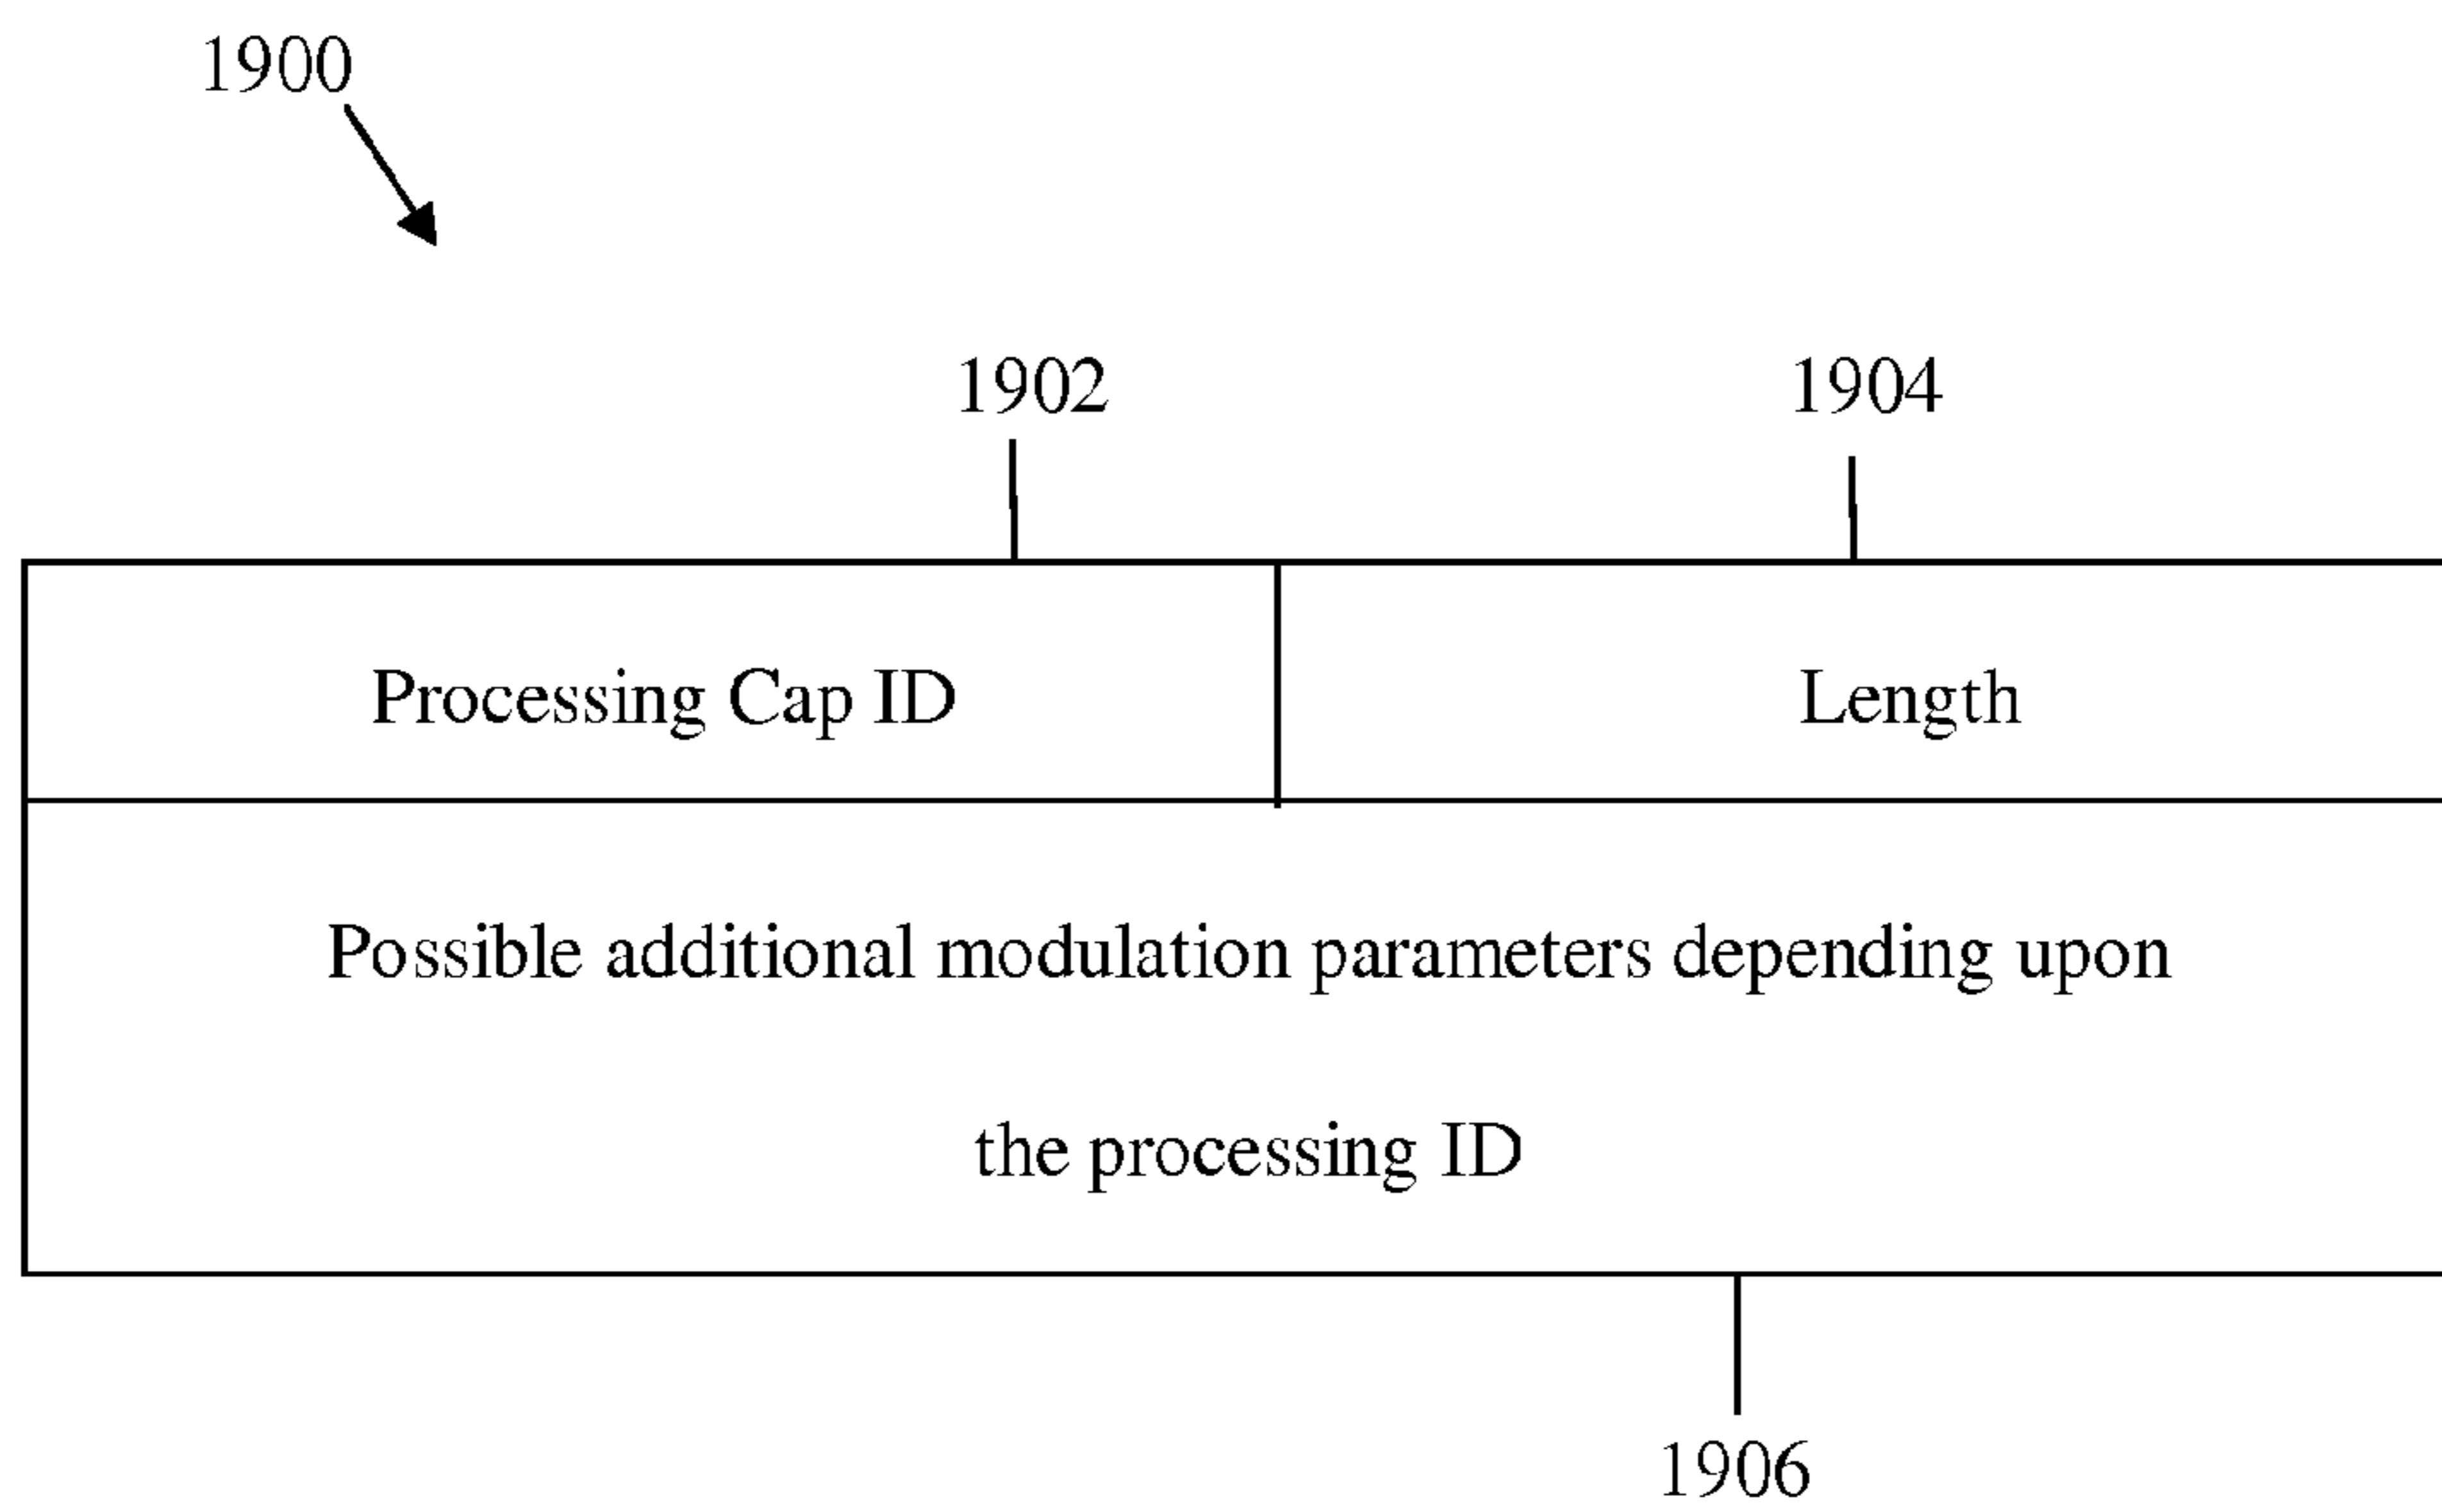 1900
1902
1904
Processing Cap ID
Length
Possible additional modulation parameters depending upon
the processing ID
1906